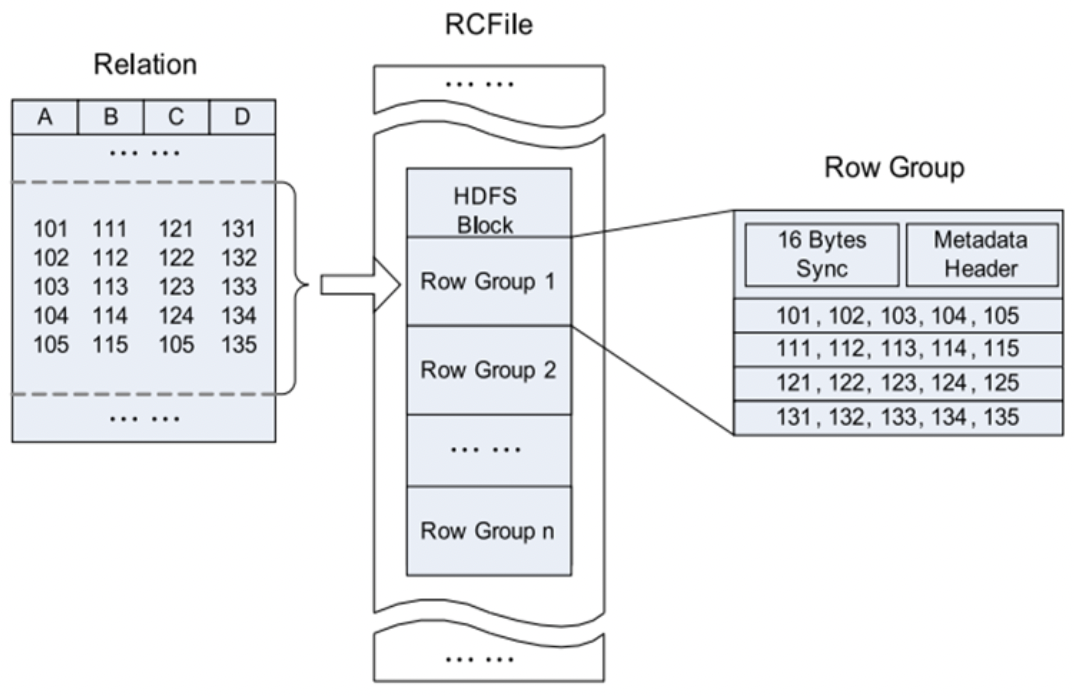 RCFile
Relation
A B C D
... ...
101 111 121 131
102 112 122 132
103 113 123 133
104 114 124 134
105 115 105 135
... ...
... ...
HDFS
Block
Row Group 1
Row Group 2
... ...
Row Group n
... ...
Row Group
16 Bytes
Sync
Metadata
Header
101, 102, 103, 104, 105
111, 112, 113, 114, 115
121, 122, 123, 124, 125
131, 132, 133, 134, 135